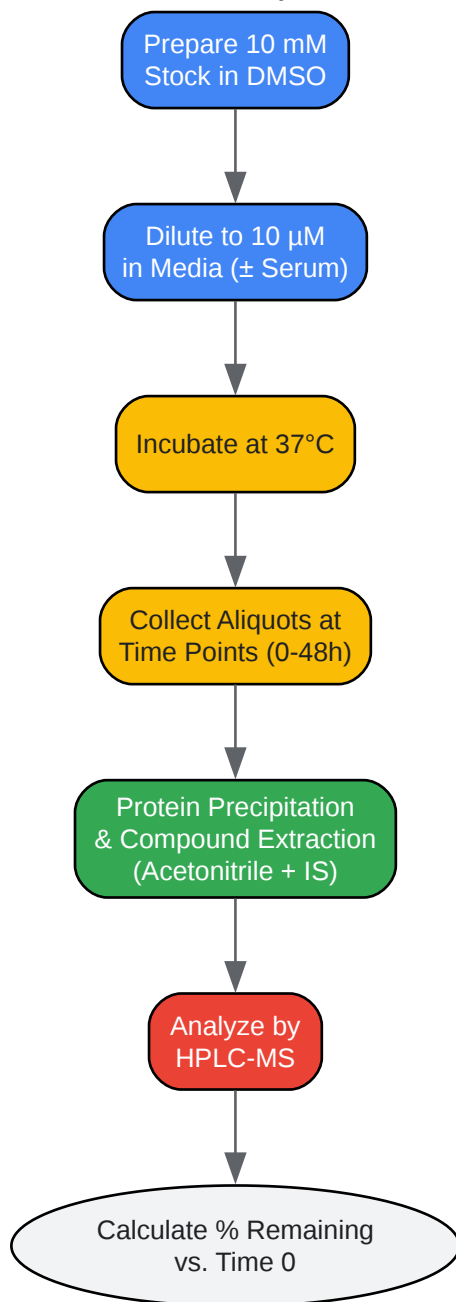 Prepare 10 mM
Stock in DMSO
Dilute to 10 µM
in Media (± Serum)
Incubate at 37°C
Collect Aliquots at
Time Points (0-48h)
Protein Precipitation
& Compound Extraction
(Acetonitrile + IS)
Analyze by
HPLC-MS
Calculate % Remaining
vs. Time 0